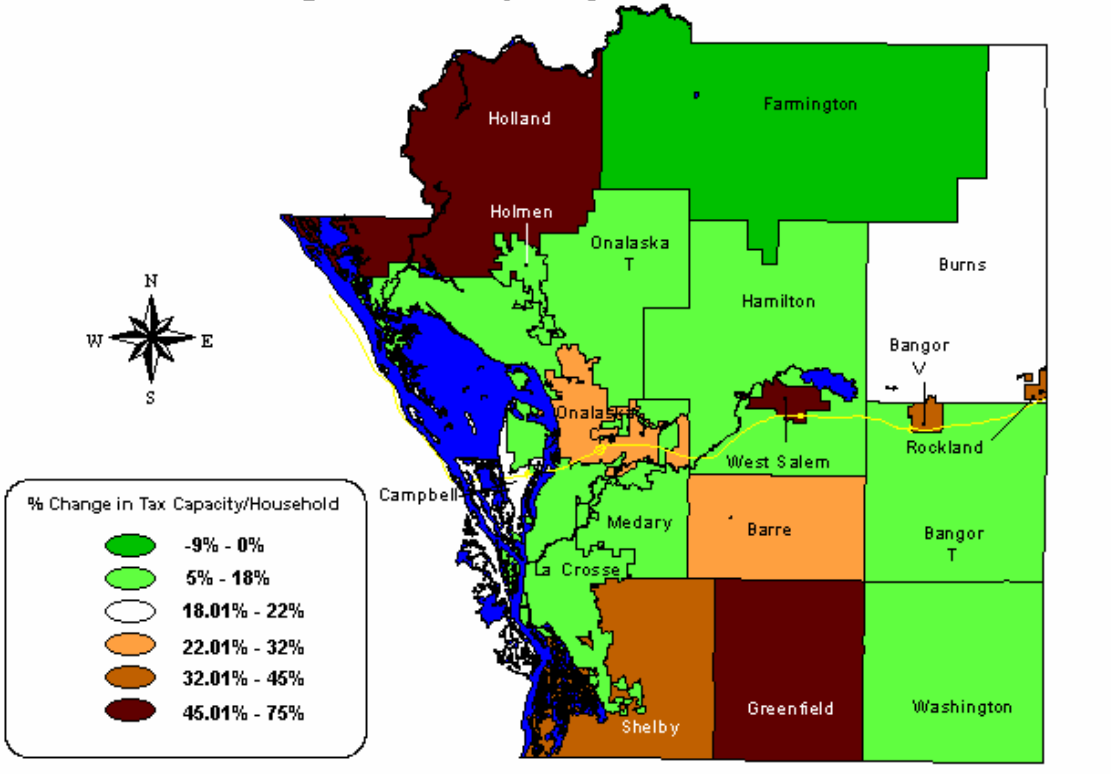 Farmington
Holland
Holmen
Onalaska
T
Burns
Hamilton
N
W
E
S
Bangor
V
Onalaska
C
Rockland
West Salem
Campbell
% Change in Tax Capacity/Household
-9% - 0%
5% - 18%
18.01% - 22%
22.01% - 32%
32.01% - 45%
45.01% - 75%
Medary
Barre
Bangor
T
La Crosse
Shelby
Greenfield
Washington